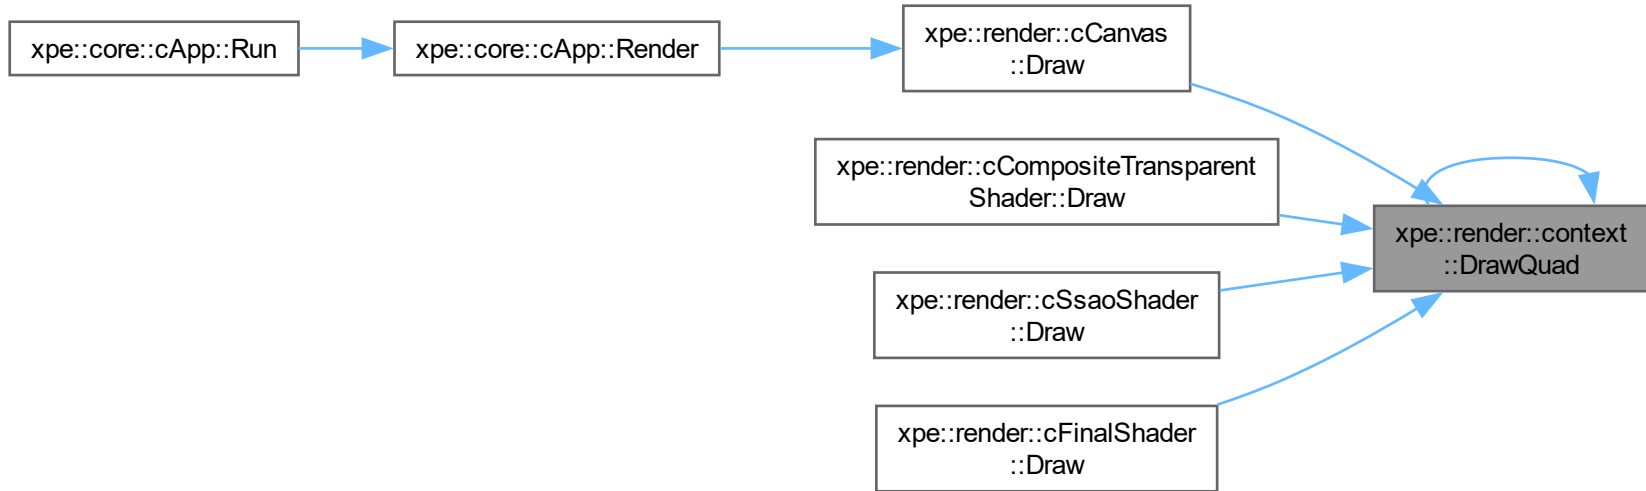 xpe::core::cApp::Run
xpe::core::cApp::Render
xpe::render::cCanvas
::Draw
xpe::render::cCompositeTransparent
Shader::Draw
xpe::render::cSsaoShader
::Draw
xpe::render::cFinalShader
::Draw
xpe::render::context
::DrawQuad